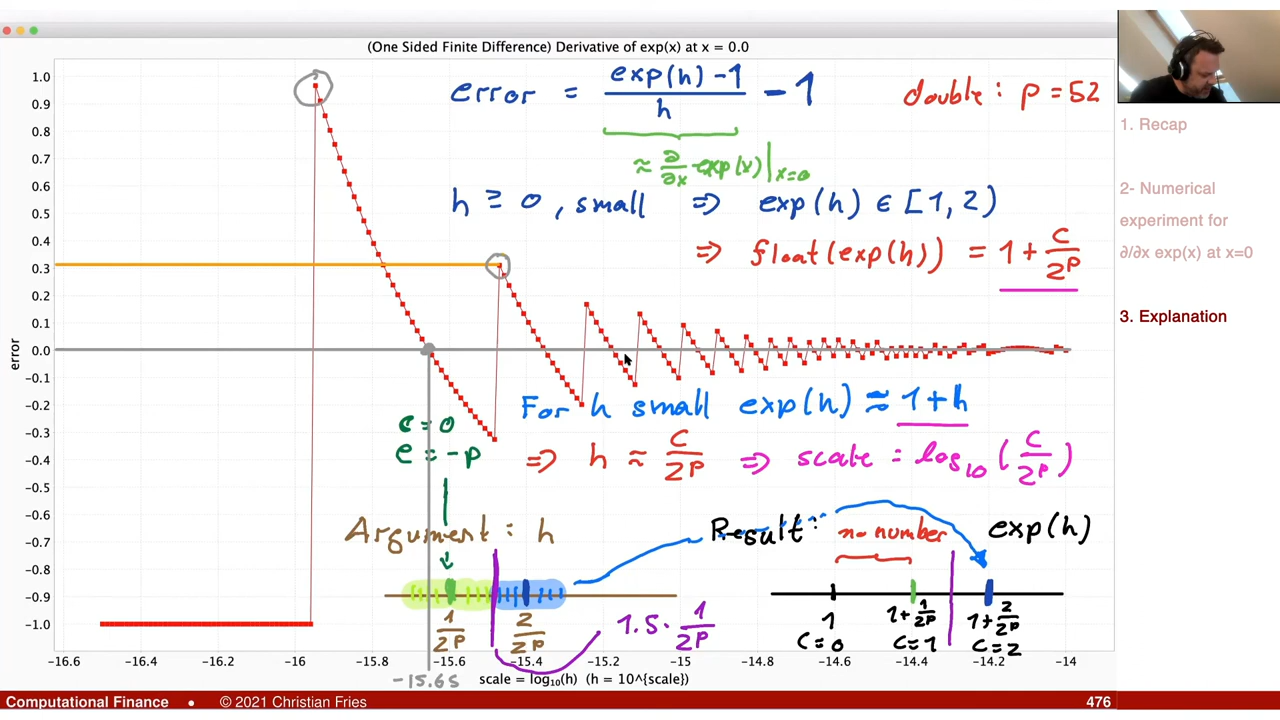 (One Sided Finite Difference) Derivative of exp(x) at x = 0.0
error = exp(h) -1 / h - 1
double: p = 52
≈ ∂/∂x exp(x)|x=0
h ≥ 0, small ⇒ exp(h) ∈ [1, 2)
⇒ float(exp(h)) = 1 + c/2^p
For h small exp(h) ≈ 1+h
⇒ h ≈ c/2^p ⇒ scale = log10(c/2^p)
c = 0
e = -p
Argument: h
Result:
no number
exp(h)
1/2^p
2/2^p
1.5 · 1/2^p
1
1+1/2^p
1+2/2^p
c=0
c=1
c=2
1.0
0.9
0.8
0.7
0.6
0.5
0.4
0.3
0.2
0.1
0.0
-0.1
-0.2
-0.3
-0.4
-0.5
-0.6
-0.7
-0.8
-0.9
-1.0
error
-16.6 -16.4 -16.2 -16 -15.8 -15.6 -15.4 -15.2 -15 -14.8 -14.6 -14.4 -14.2 -14
-15.65
scale = log₁₀(h) (h = 10^{scale})
1. Recap
2- Numerical
experiment for
∂/∂x exp(x) at x=0
3. Explanation
Computational Finance • © 2021 Christian Fries
476